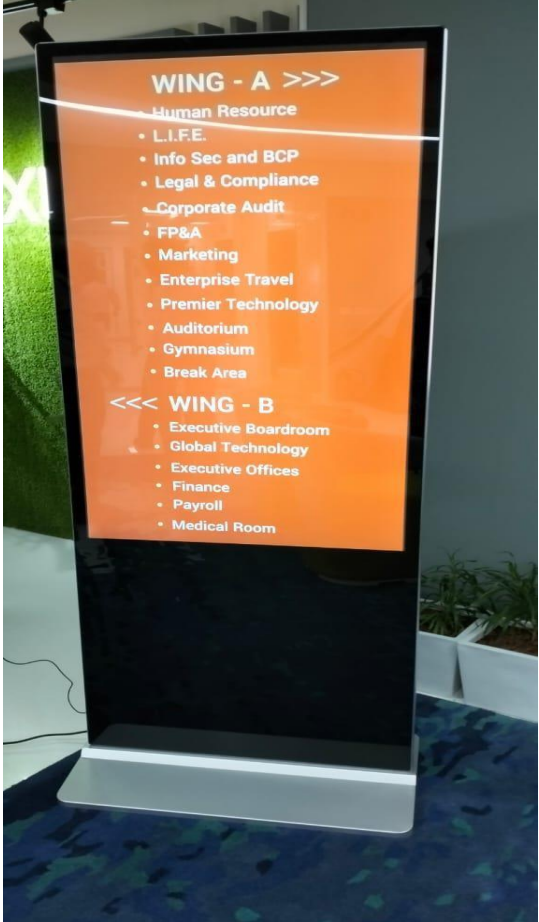 WING - A >>>
• Human Resource
• L.I.F.E.
• Info Sec and BCP
• Legal & Compliance
• Corporate Audit
• FP&A
• Marketing
• Enterprise Travel
• Premier Technology
• Auditorium
• Gymnasium
• Break Area
<<< WING - B
• Executive Boardroom
• Global Technology
• Executive Offices
• Finance
• Payroll
• Medical Room